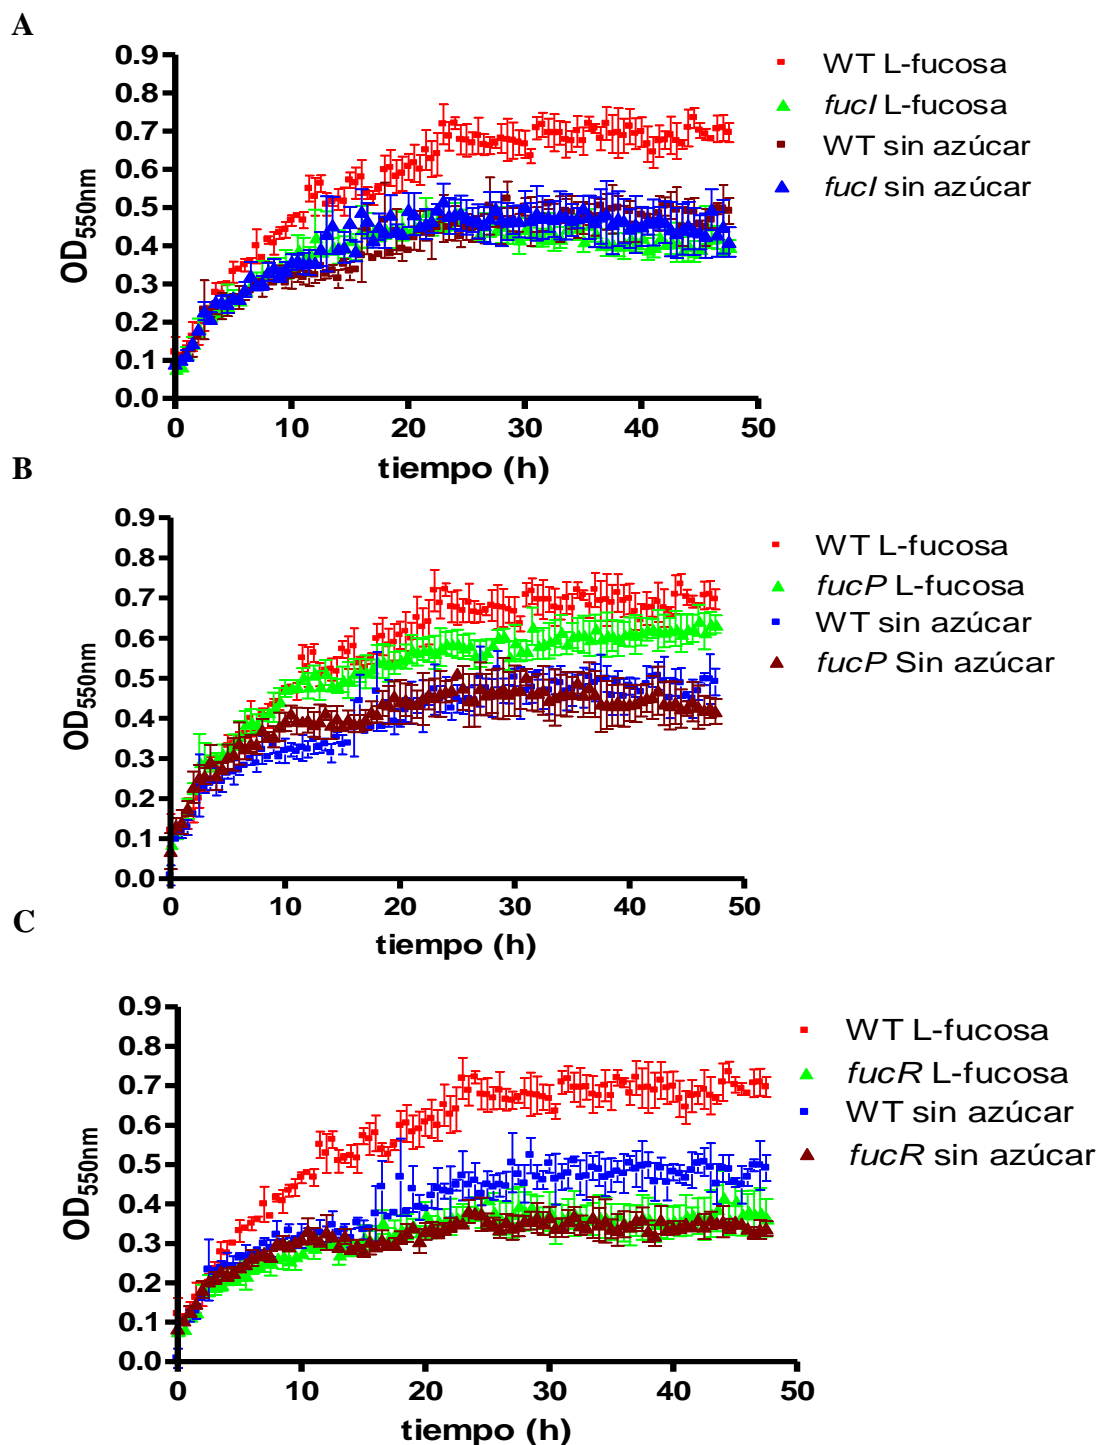 A
0.9
0.8
0.7
0.6
0.5
0.4
0.3
0.2
0.1
0.0
OD550nm
0 10 20 30 40 50
tiempo (h)
WT L-fucosa
fucI L-fucosa
WT sin azúcar
fucI sin azúcar
B
0.9
0.8
0.7
0.6
0.5
0.4
0.3
0.2
0.1
0.0
OD550nm
0 10 20 30 40 50
tiempo (h)
WT L-fucosa
fucP L-fucosa
WT sin azúcar
fucP Sin azúcar
C
0.9
0.8
0.7
0.6
0.5
0.4
0.3
0.2
0.1
0.0
OD550nm
0 10 20 30 40 50
tiempo (h)
WT L-fucosa
fucR L-fucosa
WT sin azúcar
fucR sin azúcar